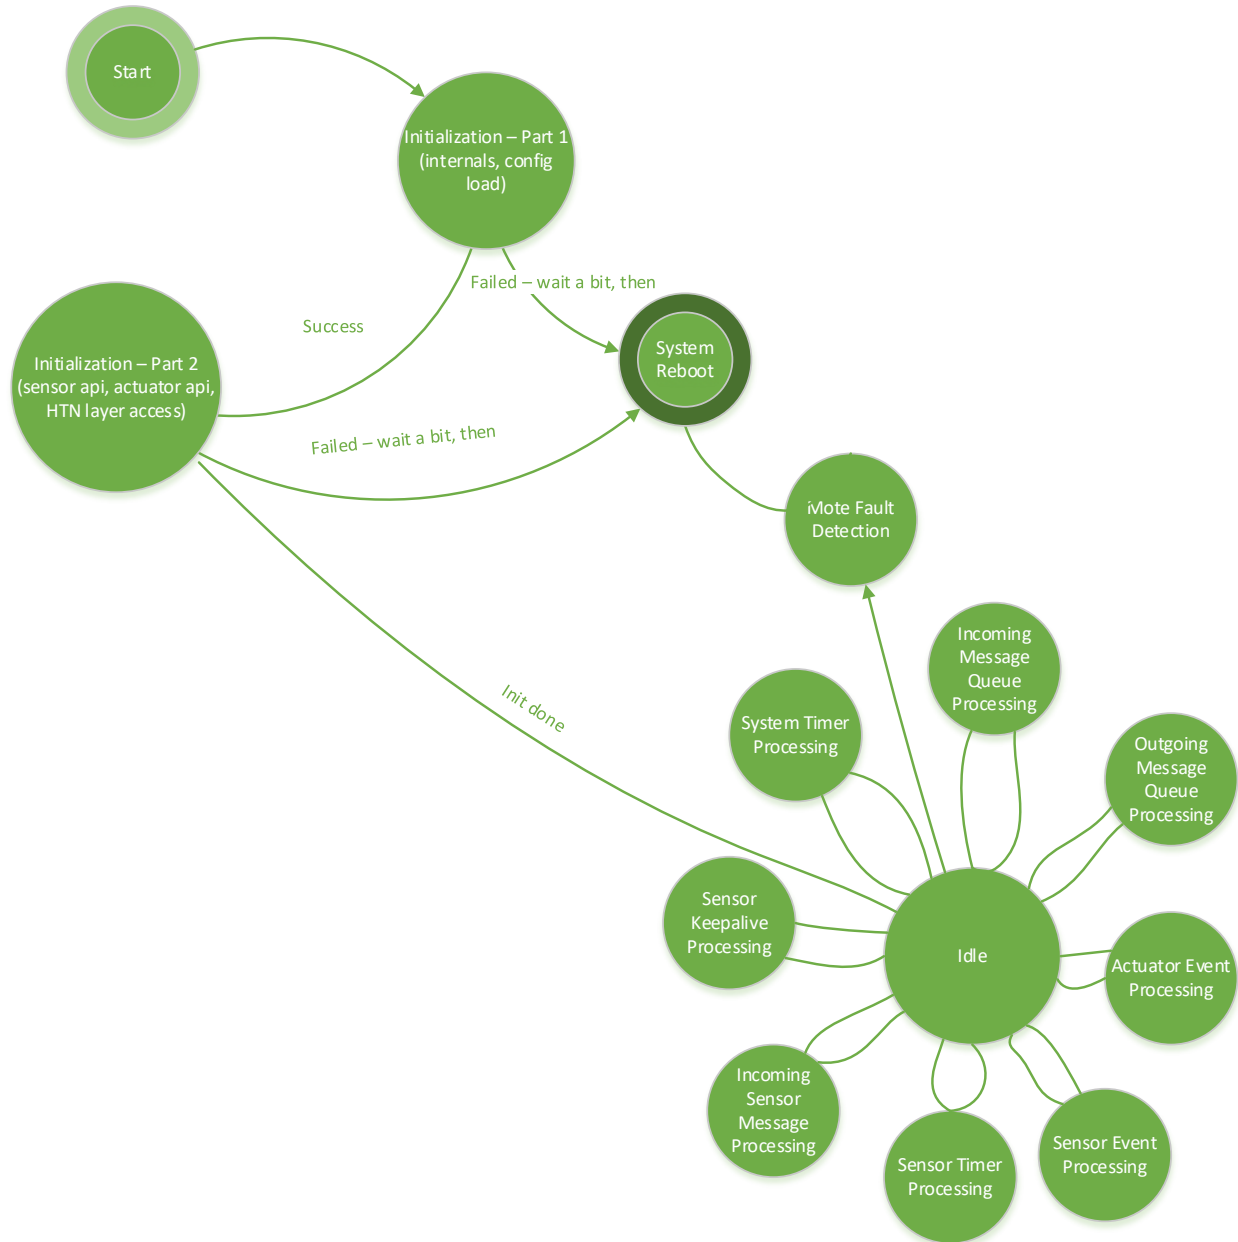 Start
Initialization – Part 1
(internals, config
load)
Failed – wait a bit, then
Success
System
Reboot
Initialization – Part 2
(sensor api, actuator api,
HTN layer access)
Failed – wait a bit, then
iMote Fault
Detection
Init done
Incoming
Message
Queue
Processing
System Timer
Processing
Outgoing
Message
Queue
Processing
Sensor
Keepalive
Processing
Idle
Actuator Event
Processing
Incoming
Sensor
Message
Processing
Sensor Timer
Processing
Sensor Event
Processing